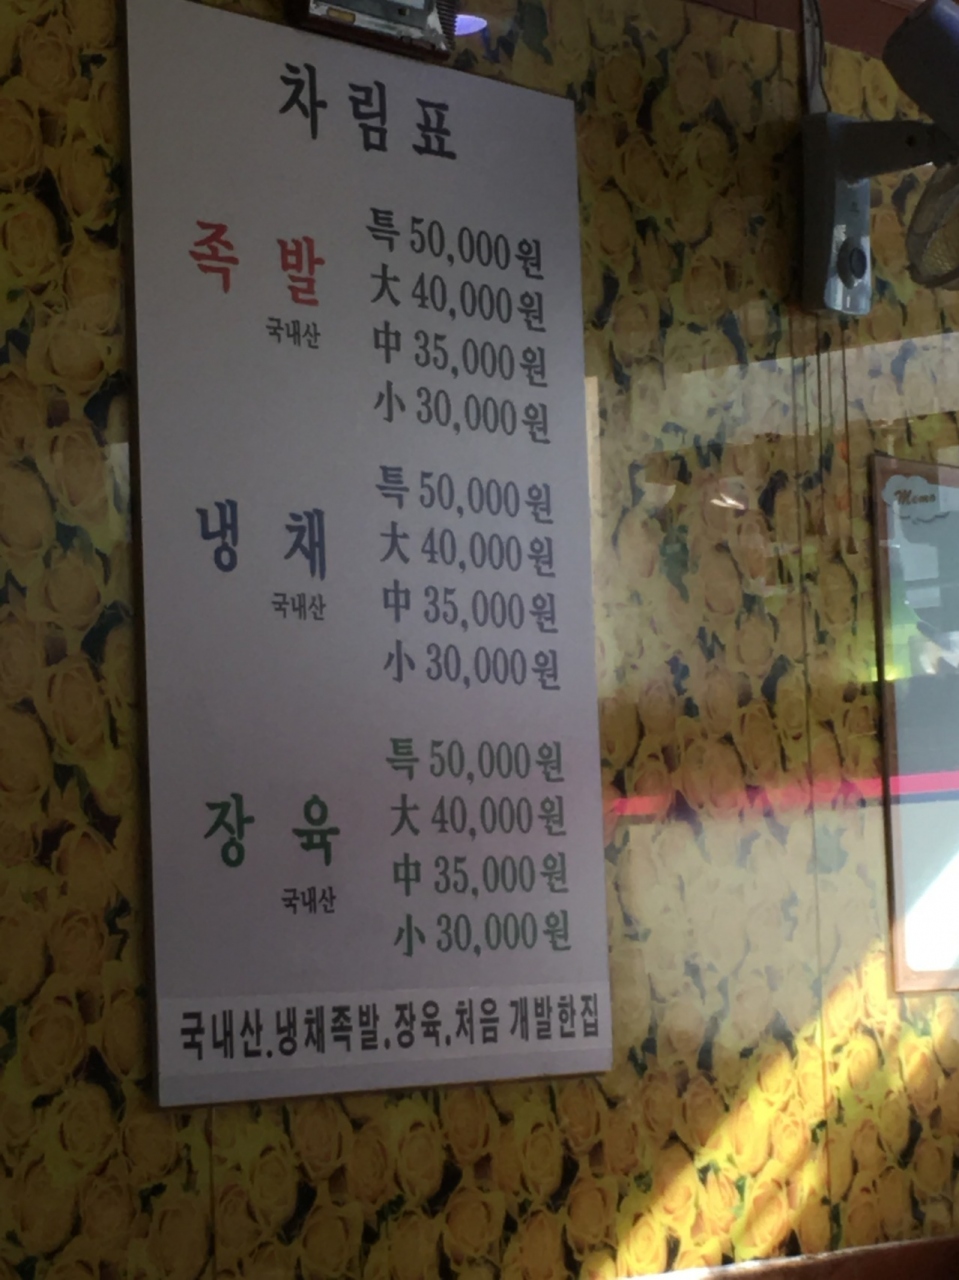 차림표
족발 특 50,000원
大 40,000원
국내산 中 35,000원
小 30,000원
냉채 특 50,000원
大 40,000원
국내산 中 35,000원
小 30,000원
장육 특 50,000원
大 40,000원
국내산 中 35,000원
小 30,000원
국내산.냉채족발.장육.처음 개발한집
Memo